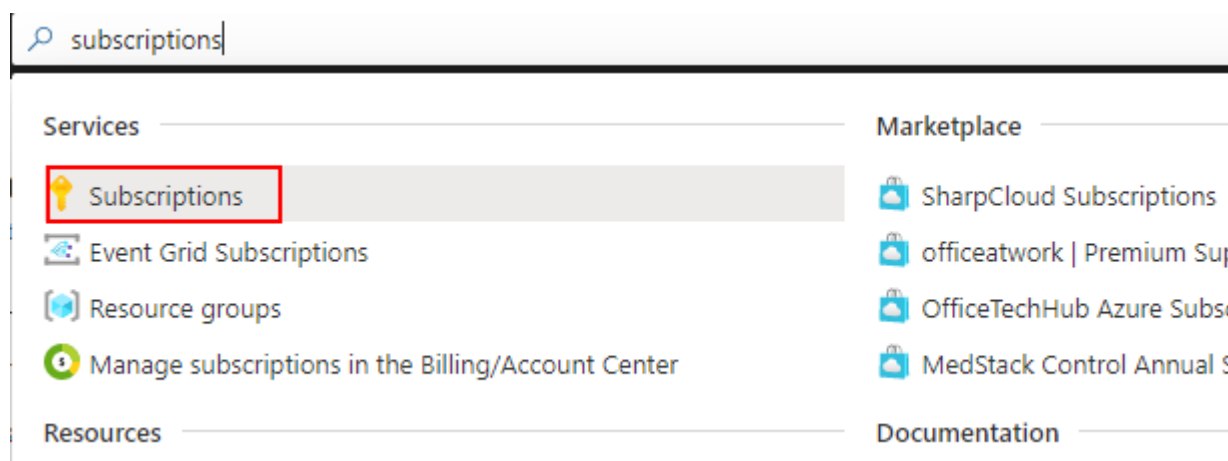 subscriptions
Services
Subscriptions
Event Grid Subscriptions
Resource groups
Manage subscriptions in the Billing/Account Center
Resources
Marketplace
SharpCloud Subscriptions
officeatwork | Premium
OfficeTechHub Azure
MedStack Control Annual
Documentation